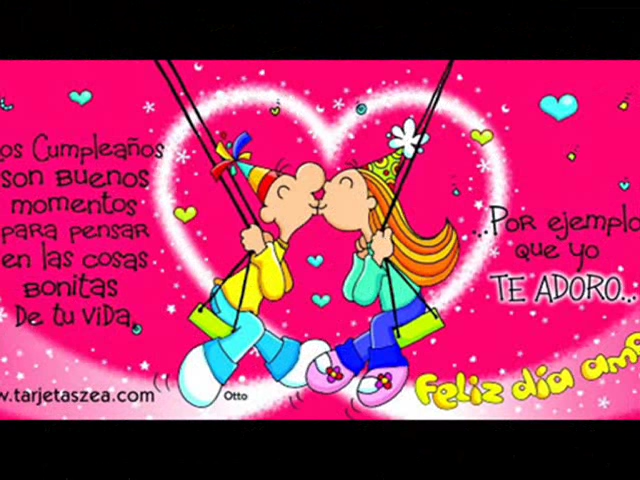 os Cumpleaños
son Buenos
momentos
para pensar
en las cosas
Bonitas
De tu vida.
...Por ejemplo
que yo
TE ADORO...
Feliz día am
w.tarjetaszea.com
Otto